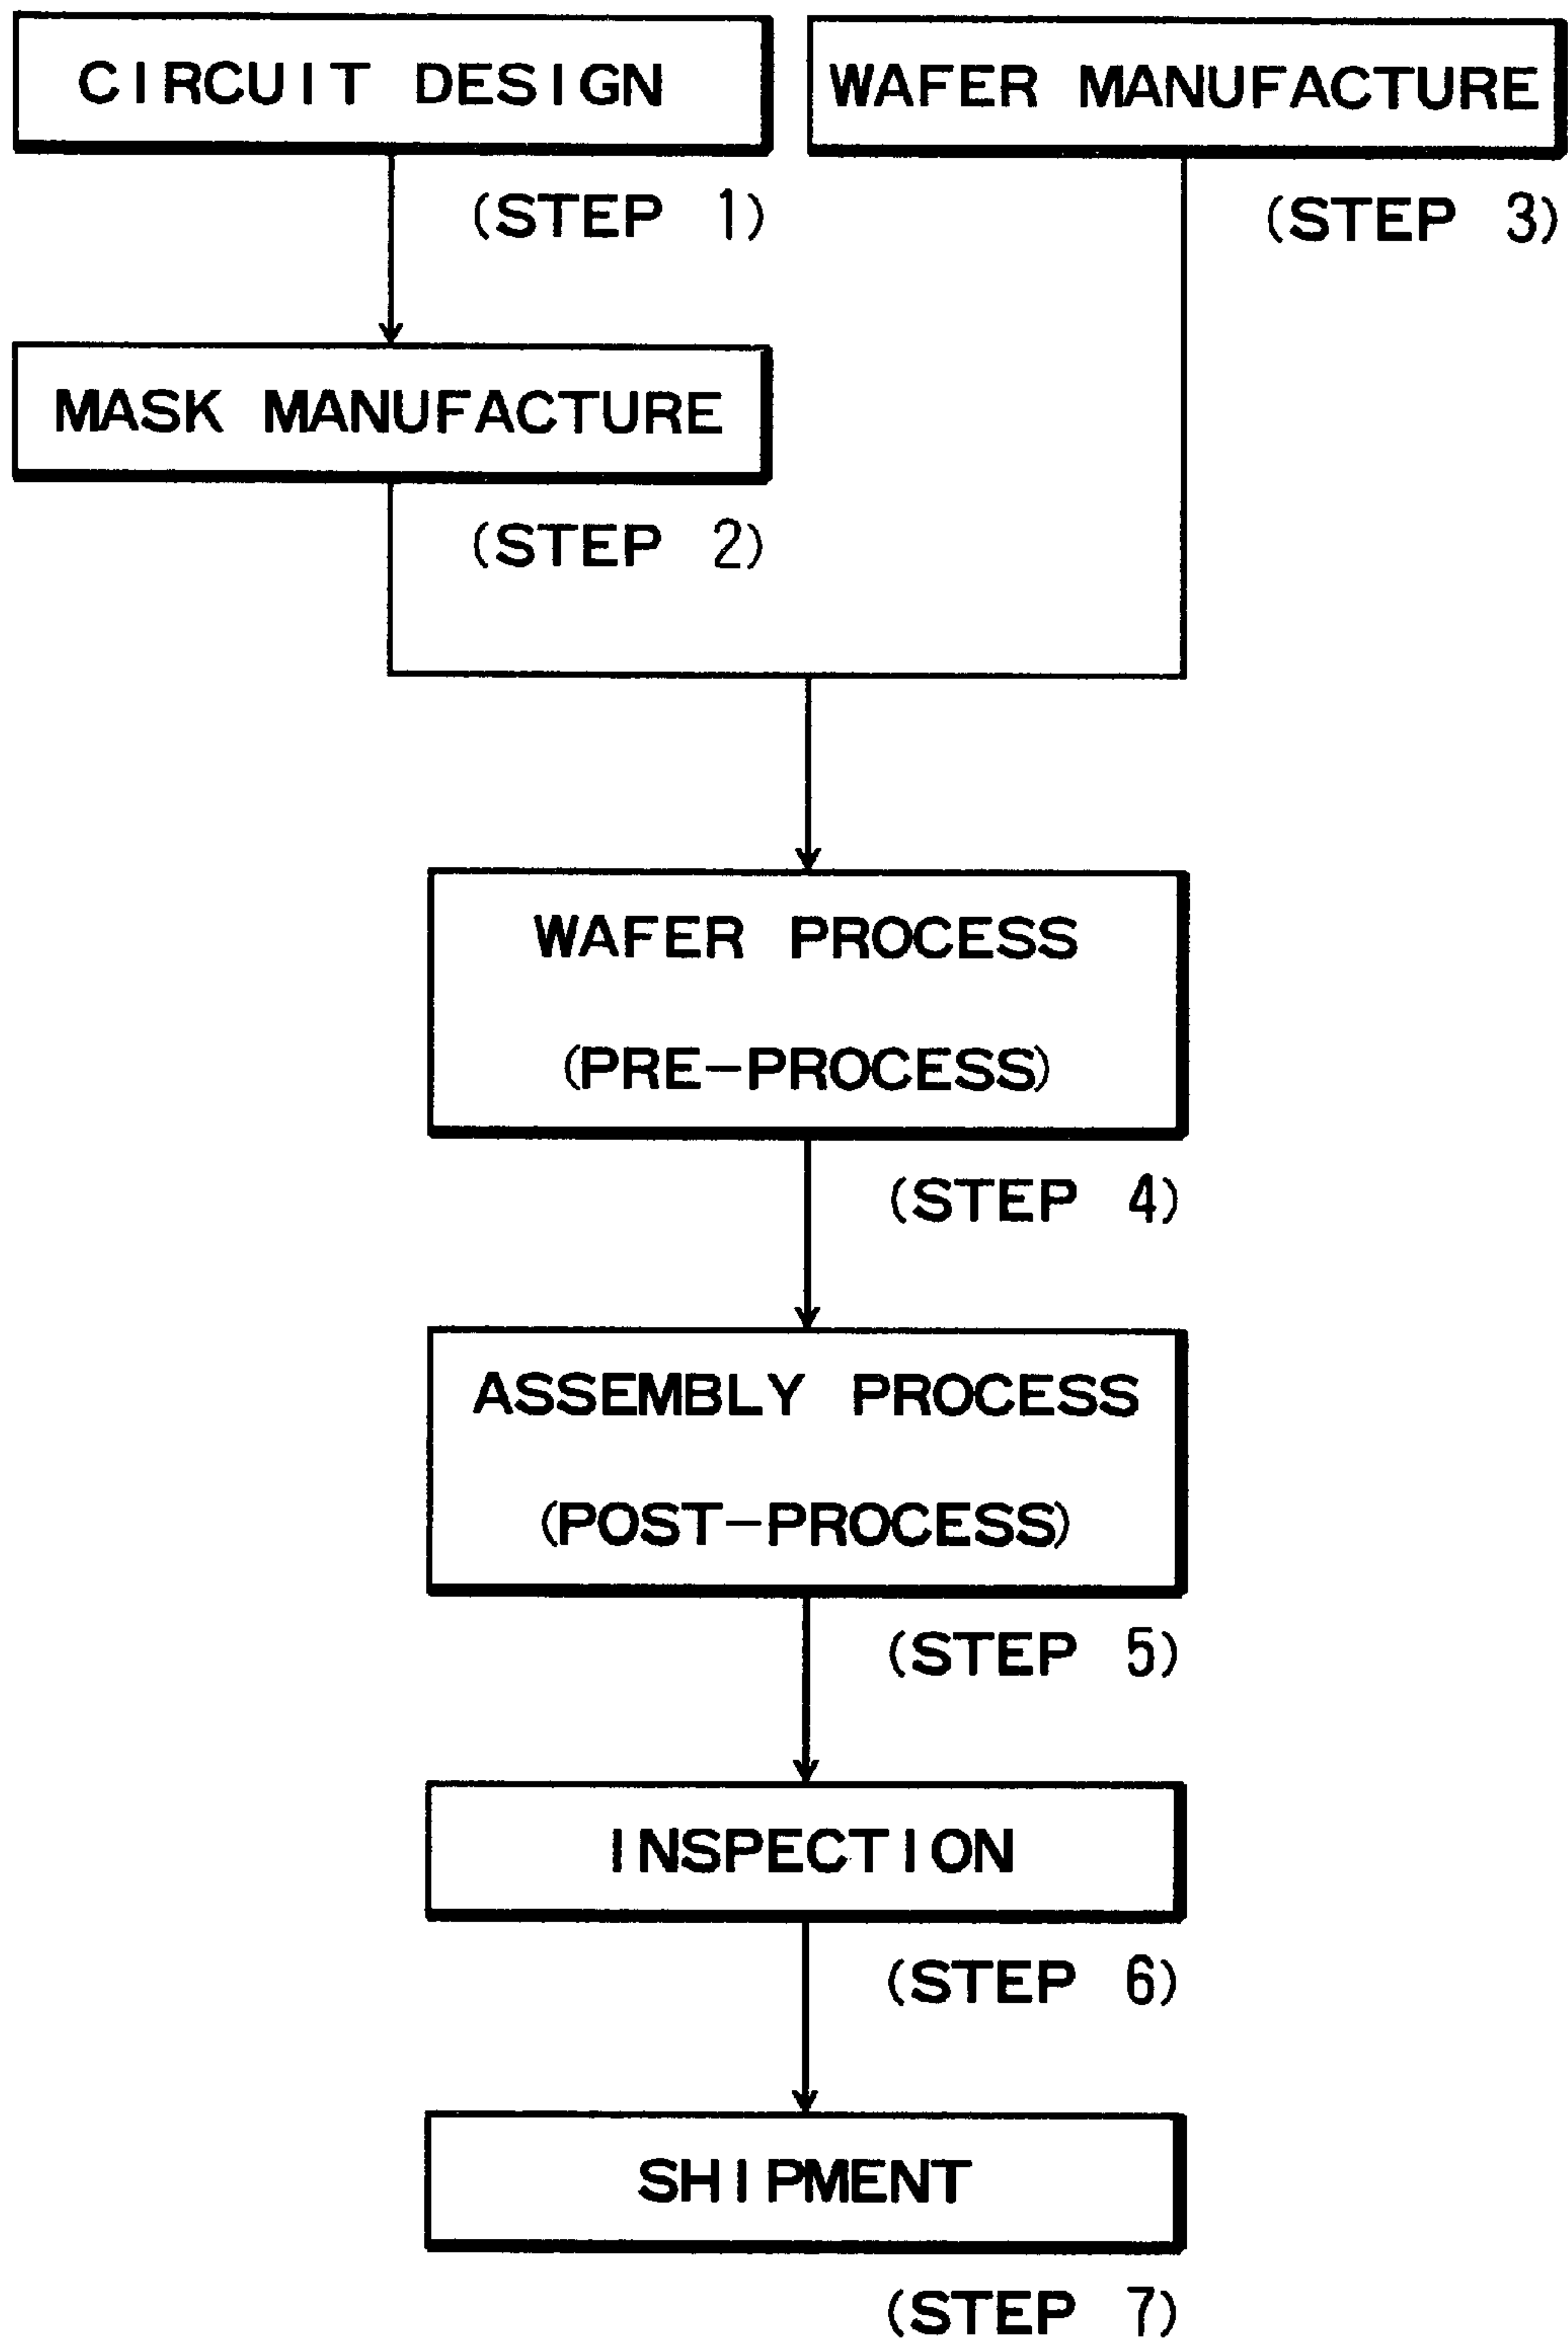 CIRCUIT DESIGN
(STEP 1)
WAFER MANUFACTURE
(STEP 3)
MASK MANUFACTURE
(STEP 2)
WAFER PROCESS
(PRE-PROCESS)
(STEP 4)
ASSEMBLY PROCESS
(POST-PROCESS)
(STEP 5)
INSPECTION
(STEP 6)
SHIPMENT
(STEP 7)